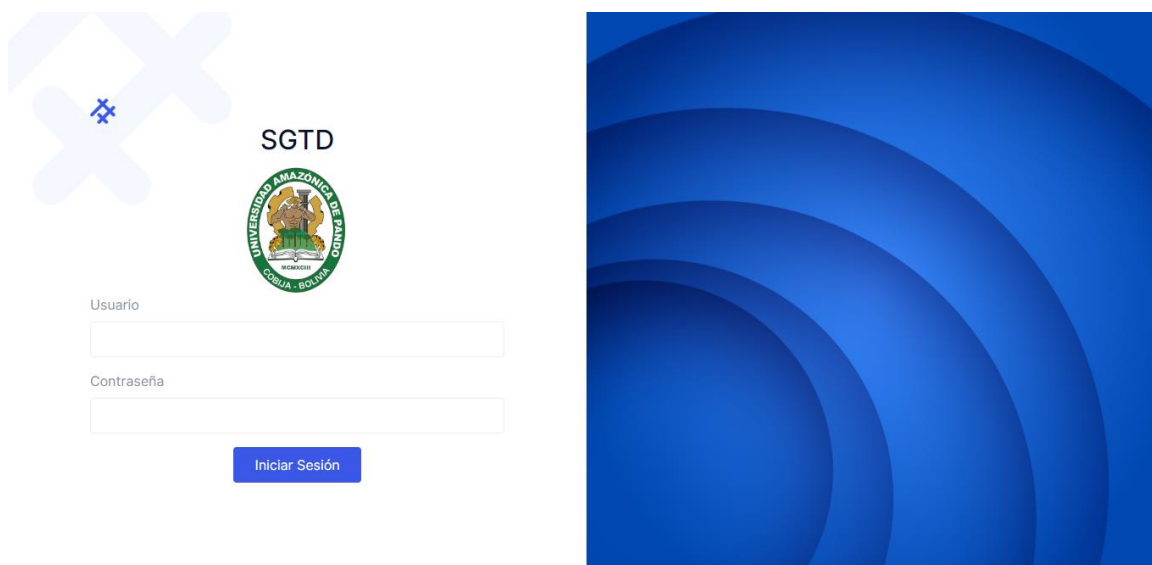 SGTD
UNIVERSIDAD AMAZÓNICA DE PANDO
MCMXCIII
COBIJA - BOLIVIA
Usuario
Contraseña
Iniciar Sesión